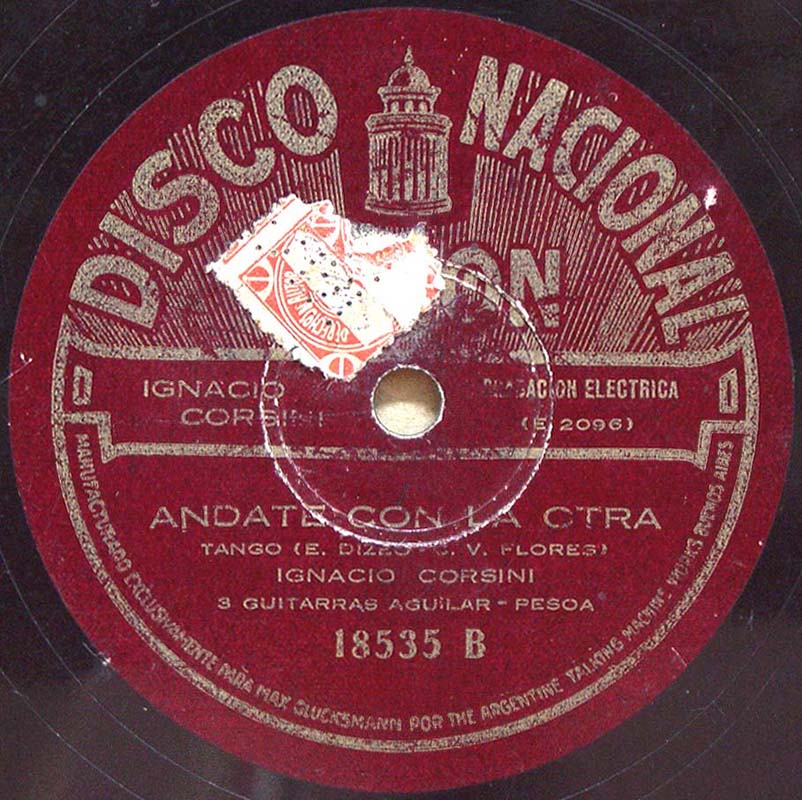 DISCO NACIONAL
ON
IGNACIO
CORSINI
GRABACION ELECTRICA
(E 2096)
ANDATE CON LA OTRA
TANGO (E. DIZEO C. V. FLORES)
IGNACIO CORSINI
3 GUITARRAS AGUILAR - PESOA
18535 B
MANUFACTURADO EXCLUSIVAMENTE PARA MAX GLUCKSMANN POR THE ARGENTINE TALKING MACHINE WORKS BUENOS AIRES